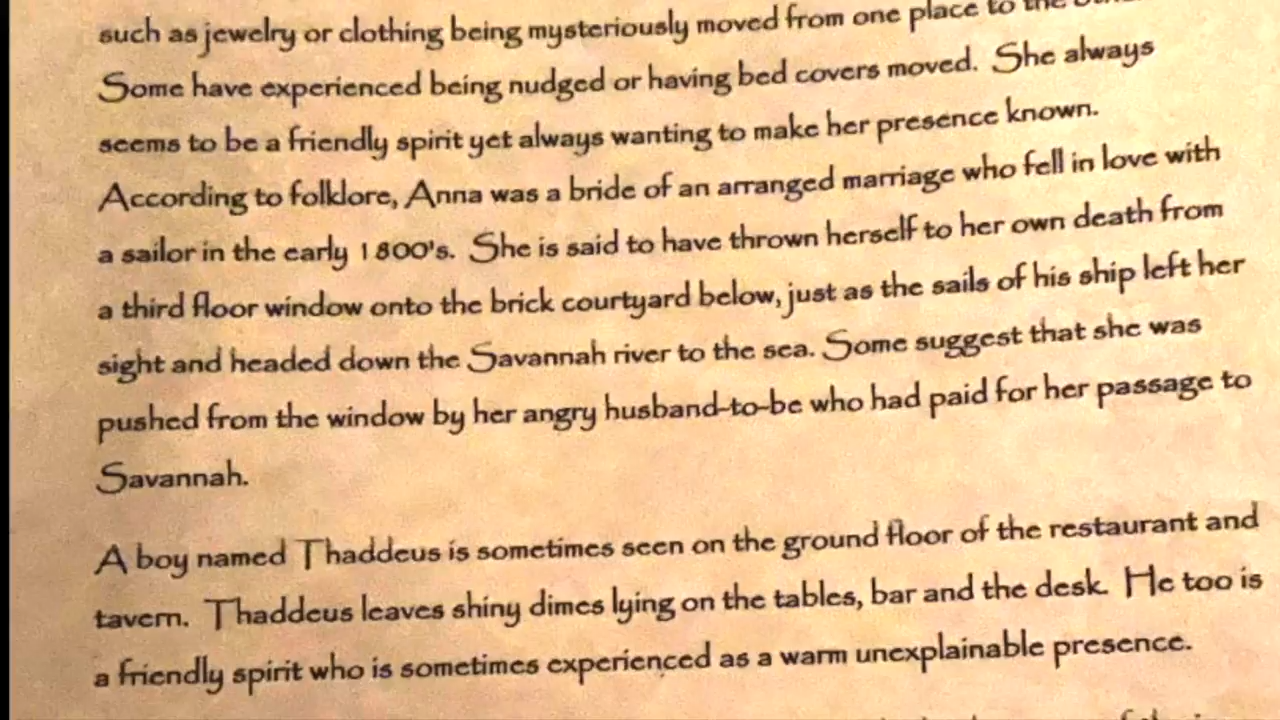 such as jewelry or clothing being mysteriously moved from one place to the
Some have experienced being nudged or having bed covers moved. She always
seems to be a friendly spirit yet always wanting to make her presence known.
According to folklore, Anna was a bride of an arranged marriage who fell in love with
a sailor in the early 1800's. She is said to have thrown herself to her own death from
a third floor window onto the brick courtyard below, just as the sails of his ship left her
sight and headed down the Savannah river to the sea. Some suggest that she was
pushed from the window by her angry husband-to-be who had paid for her passage to
Savannah.
A boy named Thaddeus is sometimes seen on the ground floor of the restaurant and
tavern. Thaddeus leaves shiny dimes lying on the tables, bar and the desk. He too is
a friendly spirit who is sometimes experienced as a warm unexplainable presence.